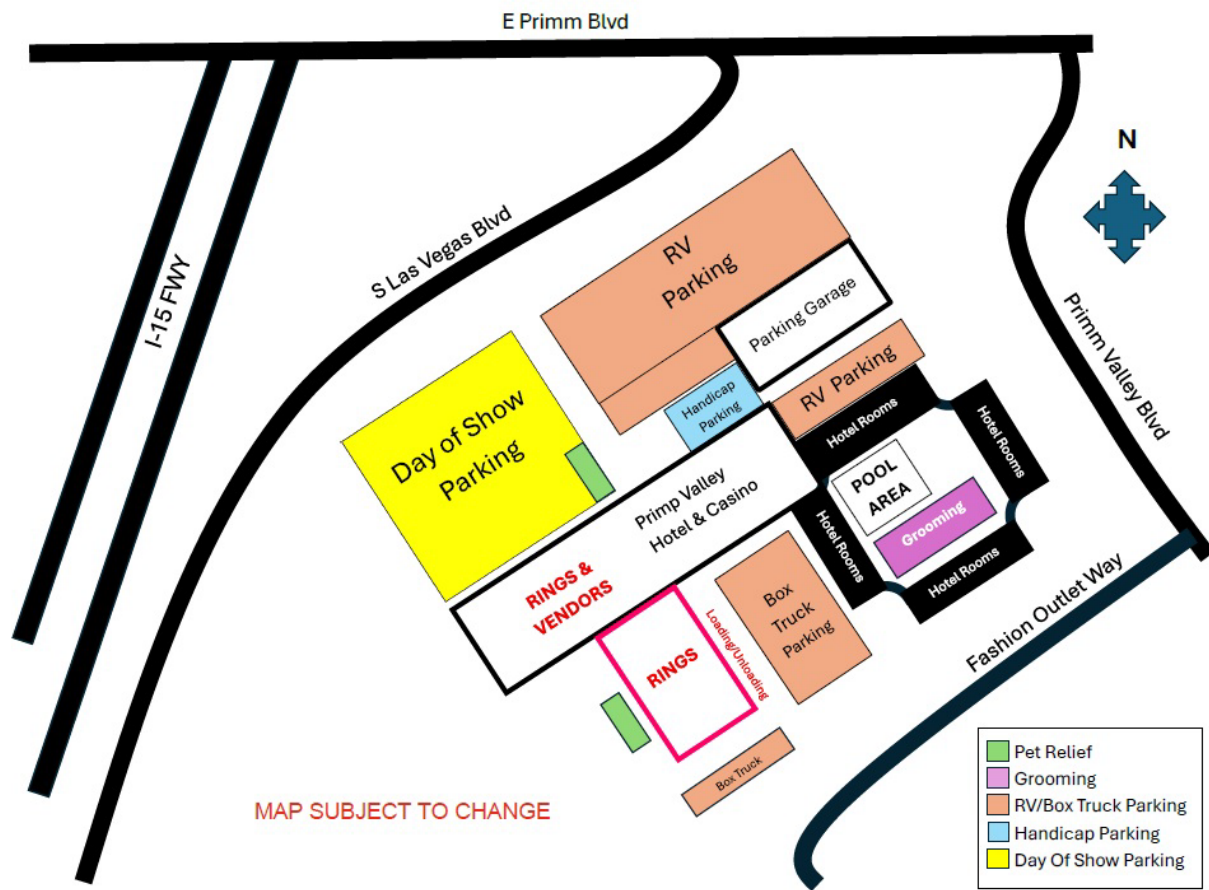 E Primm Blvd
N
S Las Vegas Blvd
I-15 FWY
RV
Parking
Parking Garage
Primm Valley Blvd
RV Parking
Handicap
Parking
Hotel Rooms
Hotel Rooms
Day of Show
Parking
POOL
AREA
Primp Valley
Hotel & Casino
Grooming
Hotel Rooms
Hotel Rooms
RINGS &
VENDORS
Box
Truck
Parking
Loading/Unloading
RINGS
Fashion Outlet Way
Box Truck
MAP SUBJECT TO CHANGE
Pet Relief
Grooming
RV/Box Truck Parking
Handicap Parking
Day Of Show Parking